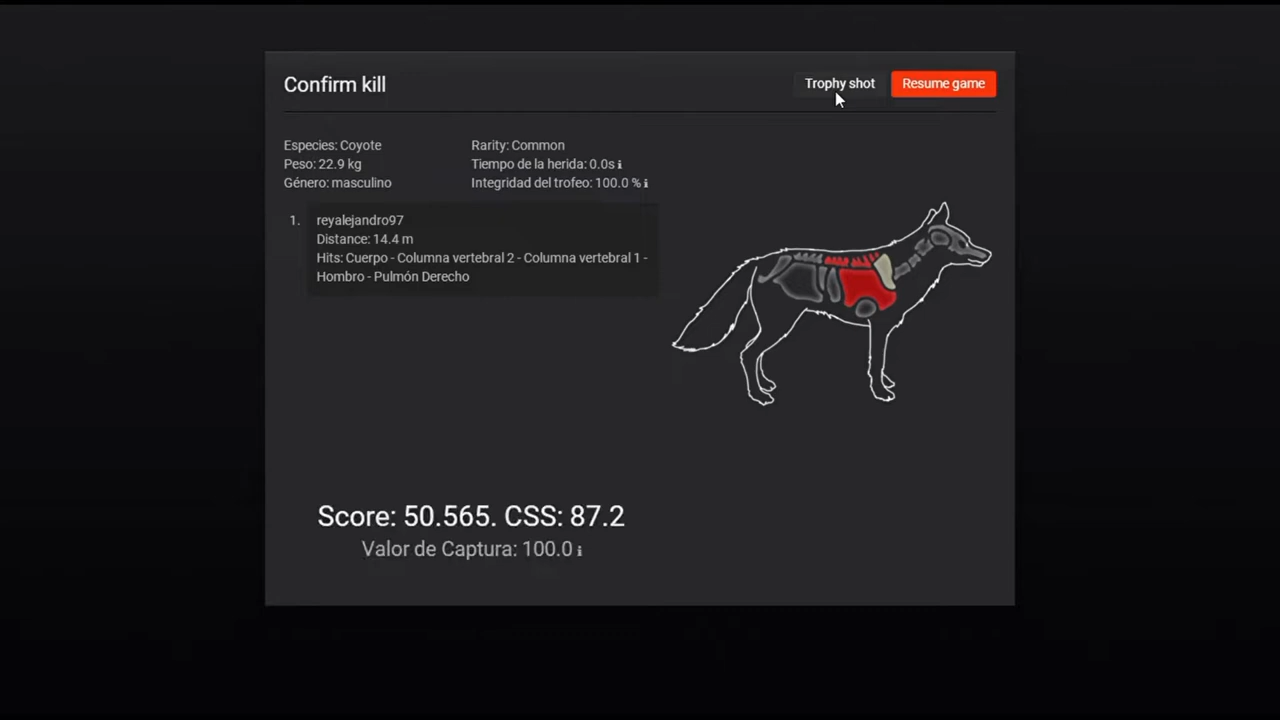 Confirm kill
Trophy shot
Resume game
Especies: Coyote
Peso: 22.9 kg
Género: masculino
Rarity: Common
Tiempo de la herida: 0.0s i
Integridad del trofeo: 100.0 % i
1. reyalejandro97
Distance: 14.4 m
Hits: Cuerpo - Columna vertebral 2 - Columna vertebral 1 -
Hombro - Pulmón Derecho
Score: 50.565. CSS: 87.2
Valor de Captura: 100.0 i